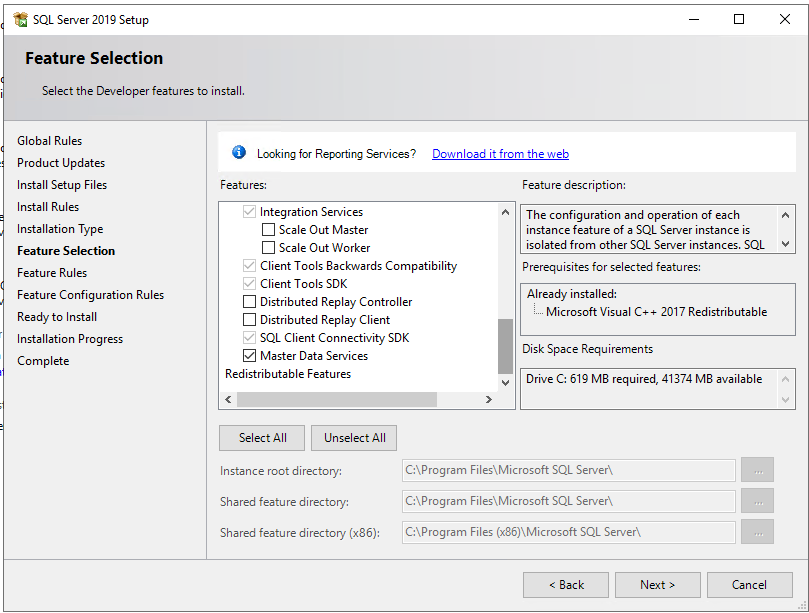 SQL Server 2019 Setup
Feature Selection
Select the Developer features to install.
Global Rules
Product Updates
Install Setup Files
Install Rules
Installation Type
Feature Selection
Feature Rules
Feature Configuration Rules
Ready to Install
Installation Progress
Complete
Looking for Reporting Services? Download it from the web
Features:
Integration Services
Scale Out Master
Scale Out Worker
Client Tools Backwards Compatibility
Client Tools SDK
Distributed Replay Controller
Distributed Replay Client
SQL Client Connectivity SDK
Master Data Services
Redistributable Features
Feature description:
The configuration and operation of each
instance feature of a SQL Server instance is
isolated from other SQL Server instances. SQL
Prerequisites for selected features:
Already installed:
Microsoft Visual C++ 2017 Redistributable
Disk Space Requirements
Drive C: 619 MB required, 41374 MB available
Select All
Unselect All
Instance root directory: C:\Program Files\Microsoft SQL Server\ ...
Shared feature directory: C:\Program Files\Microsoft SQL Server\ ...
Shared feature directory (x86): C:\Program Files (x86)\Microsoft SQL Server\ ...
< Back
Next >
Cancel